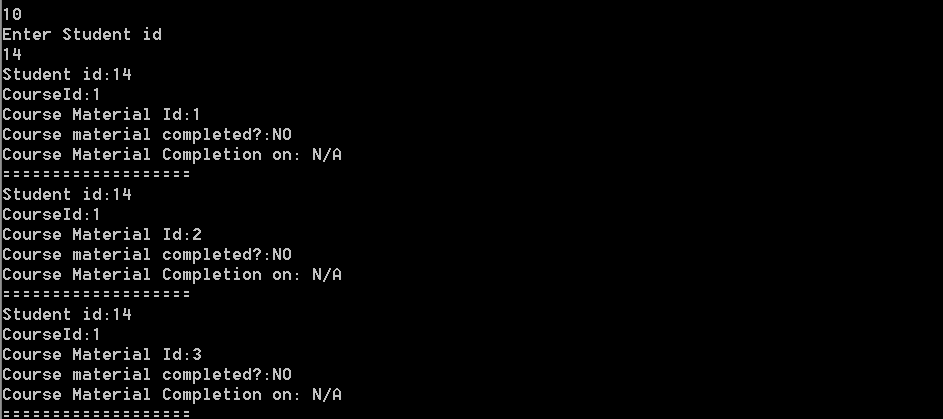 10
Enter Student id
14
Student id:14
CourseId:1
Course Material Id:1
Course material completed?:NO
Course Material Completion on: N/A
===================
Student id:14
CourseId:1
Course Material Id:2
Course material completed?:NO
Course Material Completion on: N/A
===================
Student id:14
CourseId:1
Course Material Id:3
Course material completed?:NO
Course Material Completion on: N/A
===================